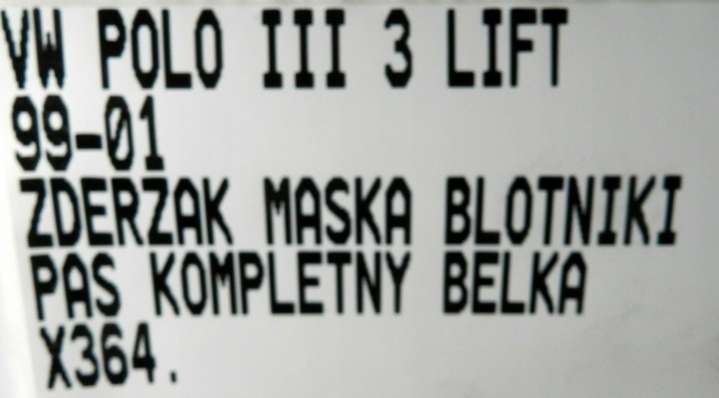 VW POLO III 3 LIFT
99-01
ZDERZAK MASKA BLOTNIKI
PAS KOMPLETNY BELKA
X364.